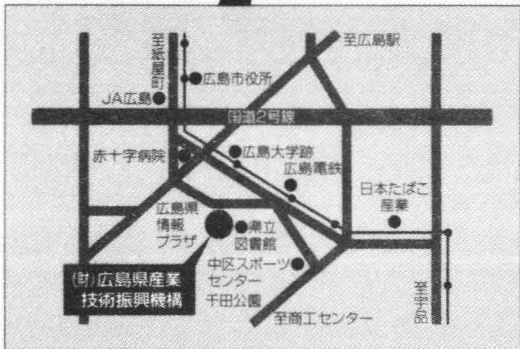 至紙屋町
至広島駅
広島市役所
JA広島
国道2号線
赤十字病院
広島大学跡
広島電鉄
日本たばこ
産業
広島県
情報
プラザ
県立
図書館
中区スポーツ
センター
千田公園
(財)広島県産業
技術振興機構
至商工センター
至宇品